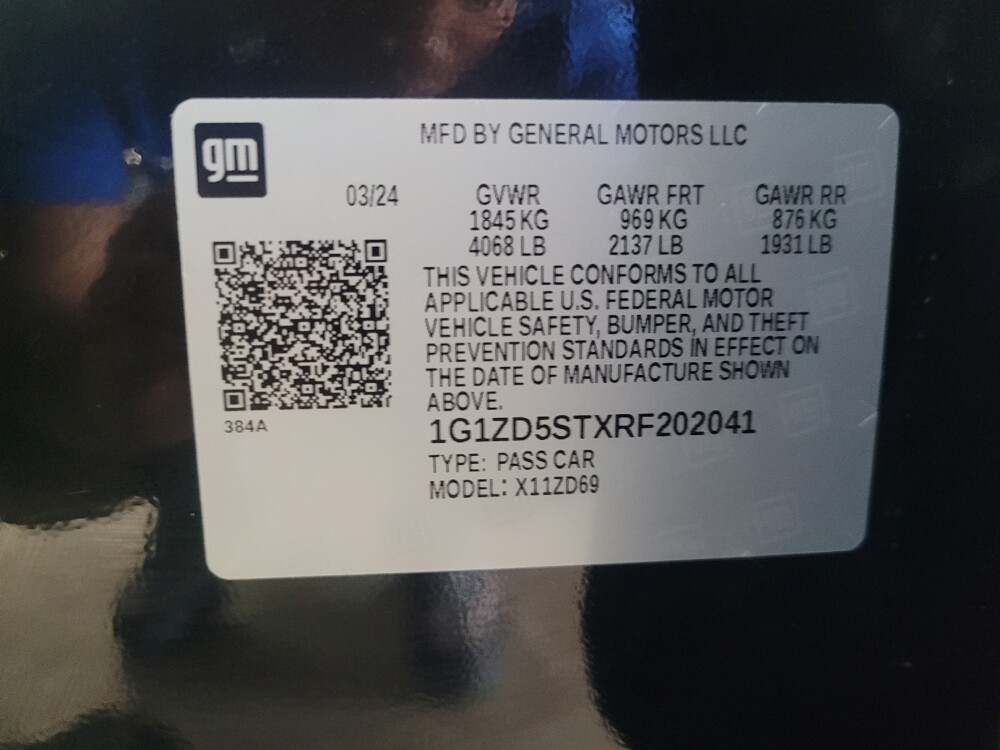 gm
MFD BY GENERAL MOTORS LLC
03/24 GVWR GAWR FRT GAWR RR
1845 KG 969 KG 876 KG
4068 LB 2137 LB 1931 LB
THIS VEHICLE CONFORMS TO ALL
APPLICABLE U.S. FEDERAL MOTOR
VEHICLE SAFETY, BUMPER, AND THEFT
PREVENTION STANDARDS IN EFFECT ON
THE DATE OF MANUFACTURE SHOWN
ABOVE.
384A
1G1ZD5STXRF202041
TYPE: PASS CAR
MODEL: X11ZD69